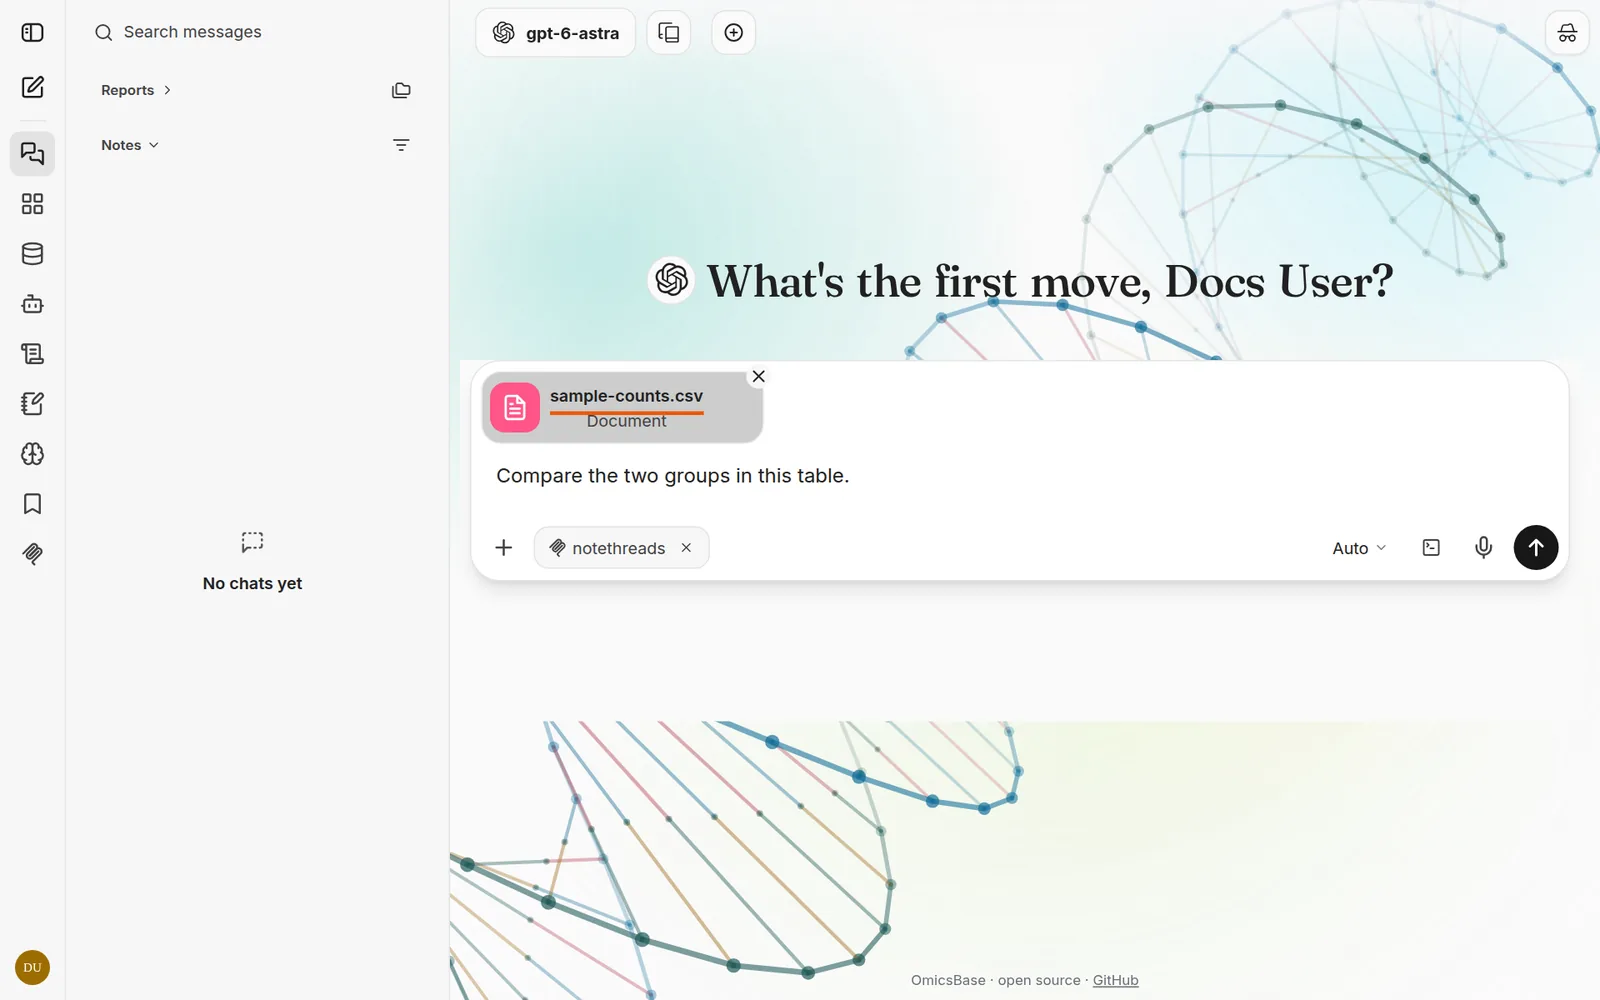 Search messages
Reports
Notes
No chats yet
DU
gpt-6-astra
What's the first move, Docs User?
sample-counts.csv
Document
Compare the two groups in this table.
notethreads
Auto
OmicsBase · open source · GitHub